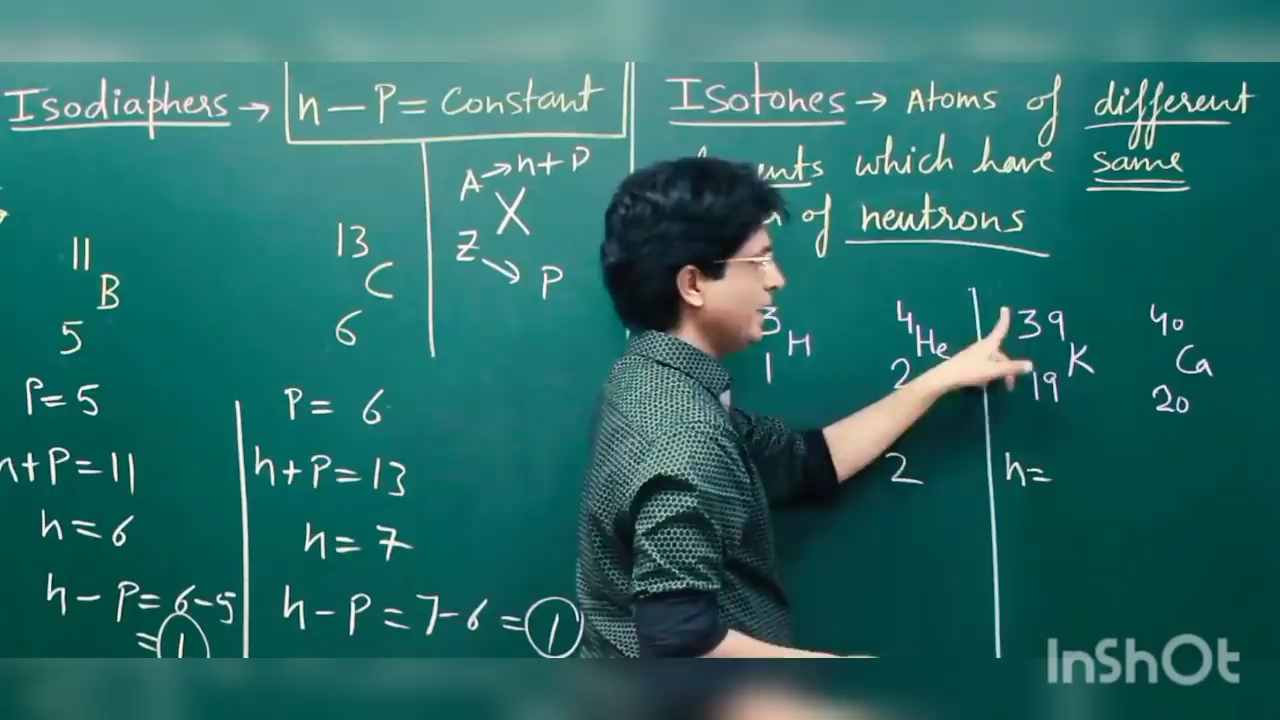 Isodiaphers → n – P = Constant
A → n + P
X
Z → P
11
B
5
13
C
6
P = 5
P = 6
n + P = 11
n + P = 13
n = 6
n = 7
n – P = 6 – 5
= 1
n – P = 7 – 6 = 1
Isotones → Atoms of different
which have same
of neutrons
3
H
1
4
He
2
39
K
19
40
Ca
20
2
n =
InShOt